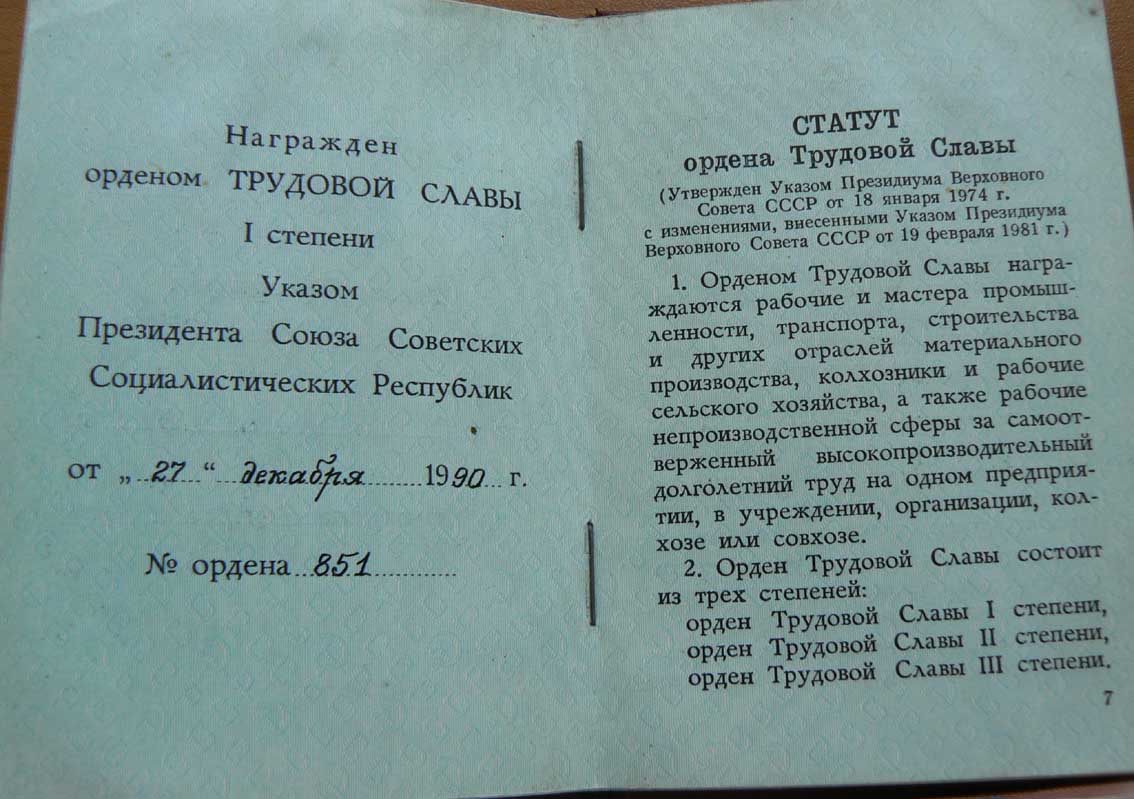 Награжден
орденом ТРУДОВОЙ СЛАВЫ
I степени
Указом
Президента Союза Советских
Социалистических Республик
от „ 27 “ декабря 1990 г.
№ ордена 851
СТАТУТ
ордена Трудовой Славы
(Утвержден Указом Президиума Верховного
Совета СССР от 18 января 1974 г.
с изменениями, внесенными Указом Президиума
Верховного Совета СССР от 19 февраля 1981 г.)
1. Орденом Трудовой Славы награ-
ждаются рабочие и мастера промыш-
ленности, транспорта, строительства
и других отраслей материального
производства, колхозники и рабочие
сельского хозяйства, а также рабочие
непроизводственной сферы за самоот-
верженный высокопроизводительный
долголетний труд на одном предприя-
тии, в учреждении, организации, кол-
хозе или совхозе.
2. Орден Трудовой Славы состоит
из трех степеней:
орден Трудовой Славы I степени,
орден Трудовой Славы II степени,
орден Трудовой Славы III степени.
7